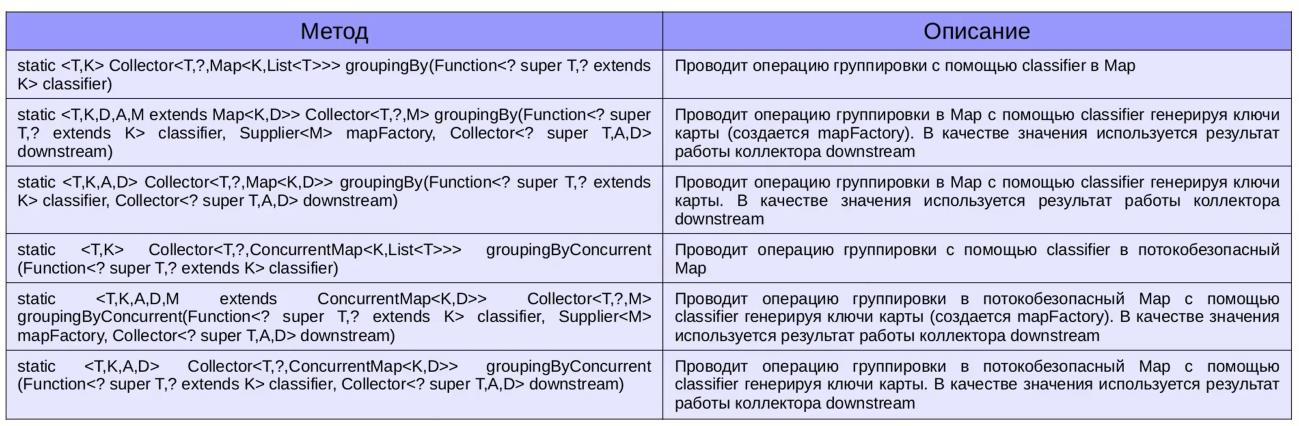 Метод
Описание
static <T,K> Collector<T,?,Map<K,List<T>>> groupingBy(Function<? super T,? extends
K> classifier)
Проводит операцию группировки с помощью classifier в Map
static <T,K,D,A,M extends Map<K,D>> Collector<T,?,M> groupingBy(Function<? super
T,? extends K> classifier, Supplier<M> mapFactory, Collector<? super T,A,D>
downstream)
Проводит операцию группировки в Map с помощью classifier генерируя ключи
карты (создается mapFactory). В качестве значения используется результат
работы коллектора downstream
static <T,K,A,D> Collector<T,?,Map<K,D>> groupingBy(Function<? super T,? extends
K> classifier, Collector<? super T,A,D> downstream)
Проводит операцию группировки в Map с помощью classifier генерируя ключи
карты. В качестве значения используется результат работы коллектора
downstream
static <T,K> Collector<T,?,ConcurrentMap<K,List<T>>> groupingByConcurrent
(Function<? super T,? extends K> classifier)
Проводит операцию группировки с помощью classifier в потокобезопасный
Map
static <T,K,A,D,M extends ConcurrentMap<K,D>> Collector<T,?,M>
groupingByConcurrent(Function<? super T,? extends K> classifier, Supplier<M>
mapFactory, Collector<? super T,A,D> downstream)
Проводит операцию группировки в потокобезопасный Map с помощью
classifier генерируя ключи карты (создается mapFactory). В качестве значения
используется результат работы коллектора downstream
static <T,K,A,D> Collector<T,?,ConcurrentMap<K,D>> groupingByConcurrent
(Function<? super T,? extends K> classifier, Collector<? super T,A,D> downstream)
Проводит операцию группировки в потокобезопасный Map с помощью
classifier генерируя ключи карты. В качестве значения используется результат
работы коллектора downstream